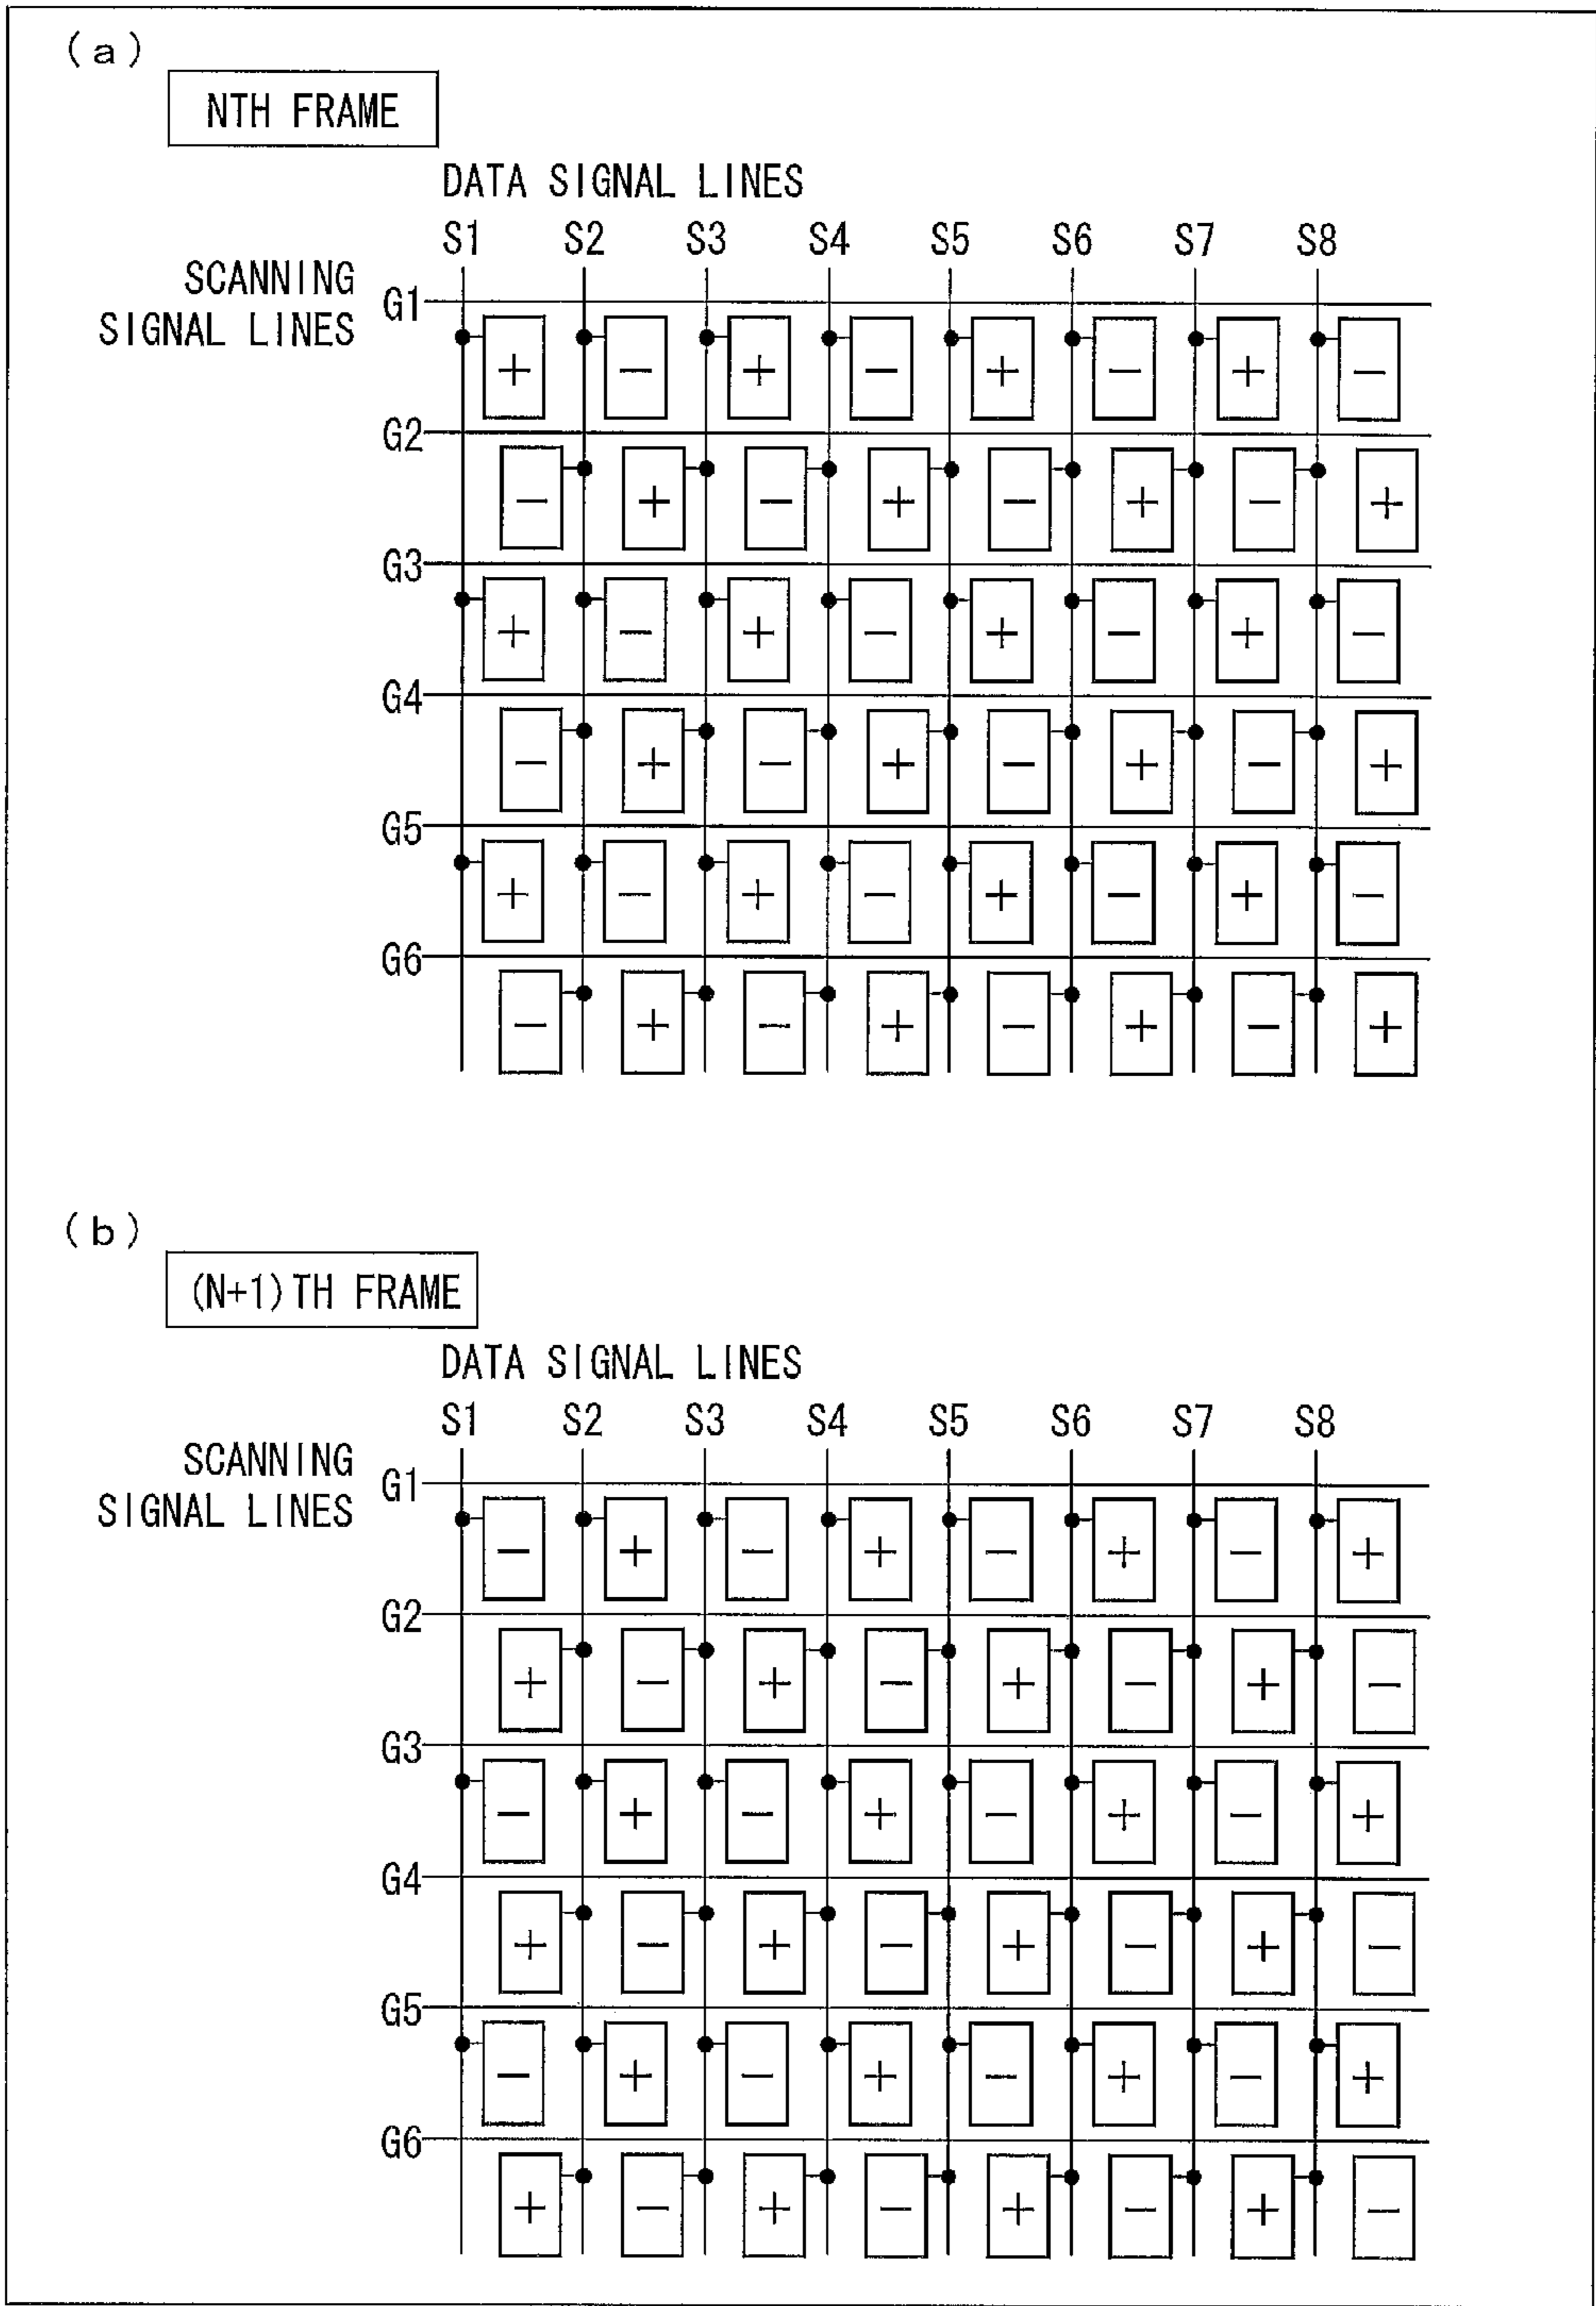 (a)
NTH FRAME
DATA SIGNAL LINES
S1 S2 S3 S4 S5 S6 S7 S8
SCANNING
SIGNAL LINES
G1
+ − + − + − + −
G2
− + − + − + − +
G3
+ − + − + − + −
G4
− + − + − + − +
G5
+ − + − + − + −
G6
− + − + − + − +
(b)
(N+1)TH FRAME
DATA SIGNAL LINES
S1 S2 S3 S4 S5 S6 S7 S8
SCANNING
SIGNAL LINES
G1
− + − + − + − +
G2
+ − + − + − + −
G3
− + − + − + − +
G4
+ − + − + − + −
G5
− + − + − + − +
G6
+ − + − + − + −